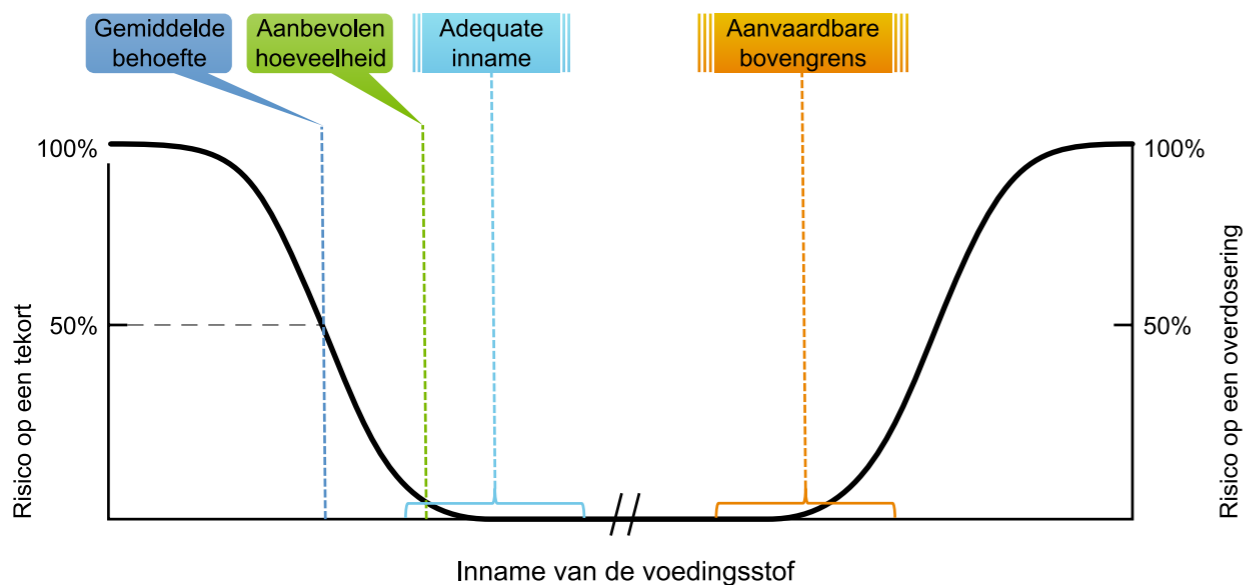 Gemiddelde
behoefte
Aanbevolen
hoeveelheid
Adequate
inname
Aanvaardbare
bovengrens
100%
50%
Risico op een tekort
100%
50%
Risico op een overdosering
Inname van de voedingsstof